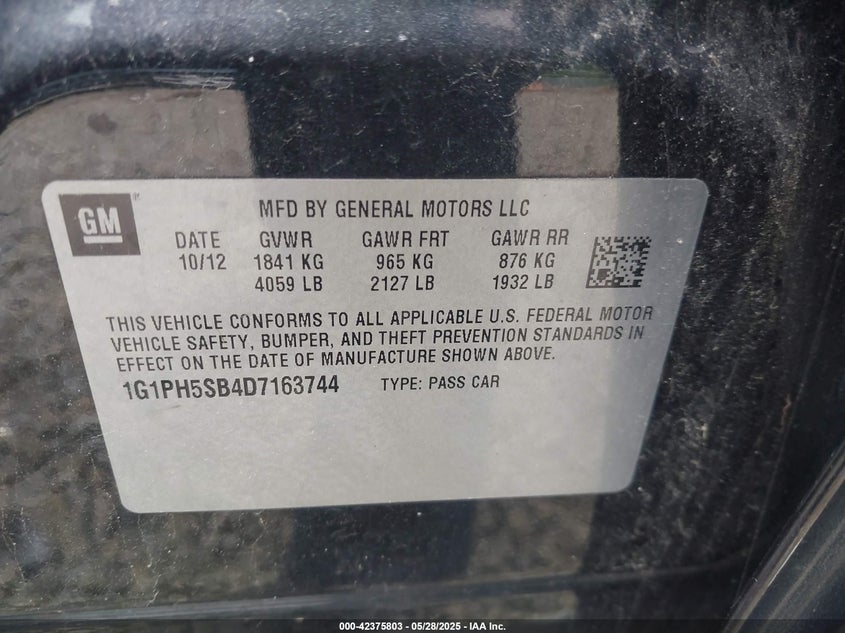 GM
MFD BY GENERAL MOTORS LLC
DATE GVWR GAWR FRT GAWR RR
10/12 1841 KG 965 KG 876 KG
4059 LB 2127 LB 1932 LB
THIS VEHICLE CONFORMS TO ALL APPLICABLE U.S. FEDERAL MOTOR
VEHICLE SAFETY, BUMPER, AND THEFT PREVENTION STANDARDS IN
EFFECT ON THE DATE OF MANUFACTURE SHOWN ABOVE.
1G1PH5SB4D7163744 TYPE: PASS CAR
000-42375803 - 05/28/2025 - IAA Inc.